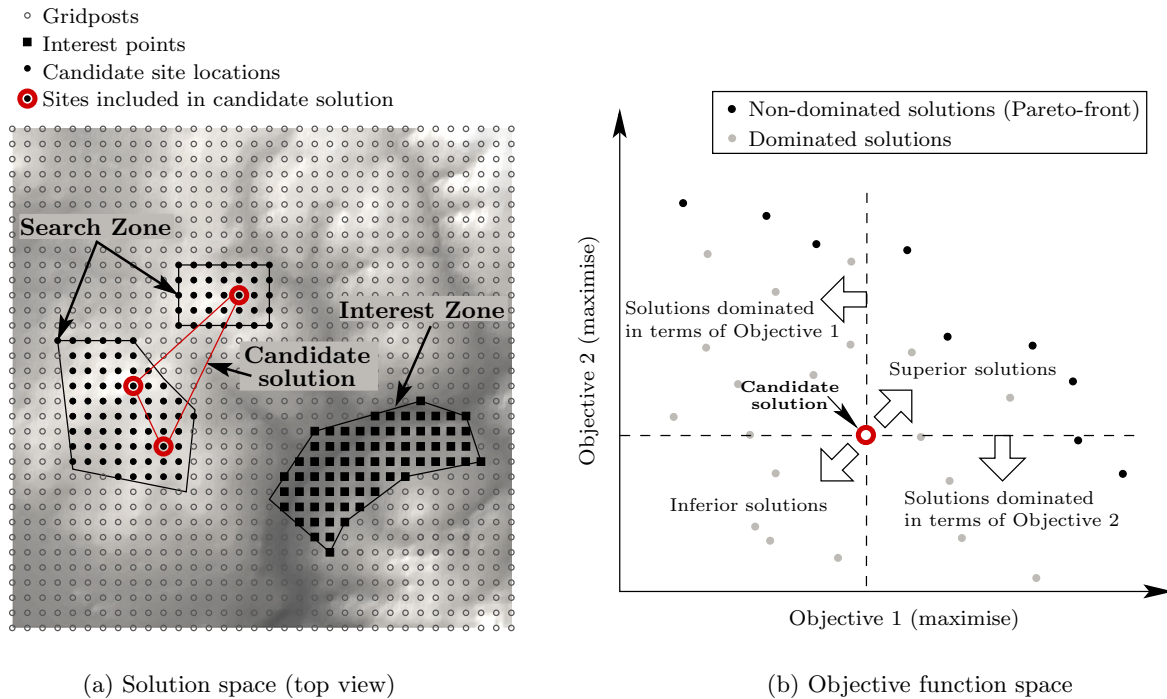 Gridposts
Interest points
Candidate site locations
Sites included in candidate solution
Search Zone
Interest Zone
Candidate
solution
(a) Solution space (top view)
Non-dominated solutions (Pareto-front)
Dominated solutions
Objective 2 (maximise)
Solutions dominated
in terms of Objective 1
Superior solutions
Candidate
solution
Inferior solutions
Solutions dominated
in terms of Objective 2
Objective 1 (maximise)
(b) Objective function space